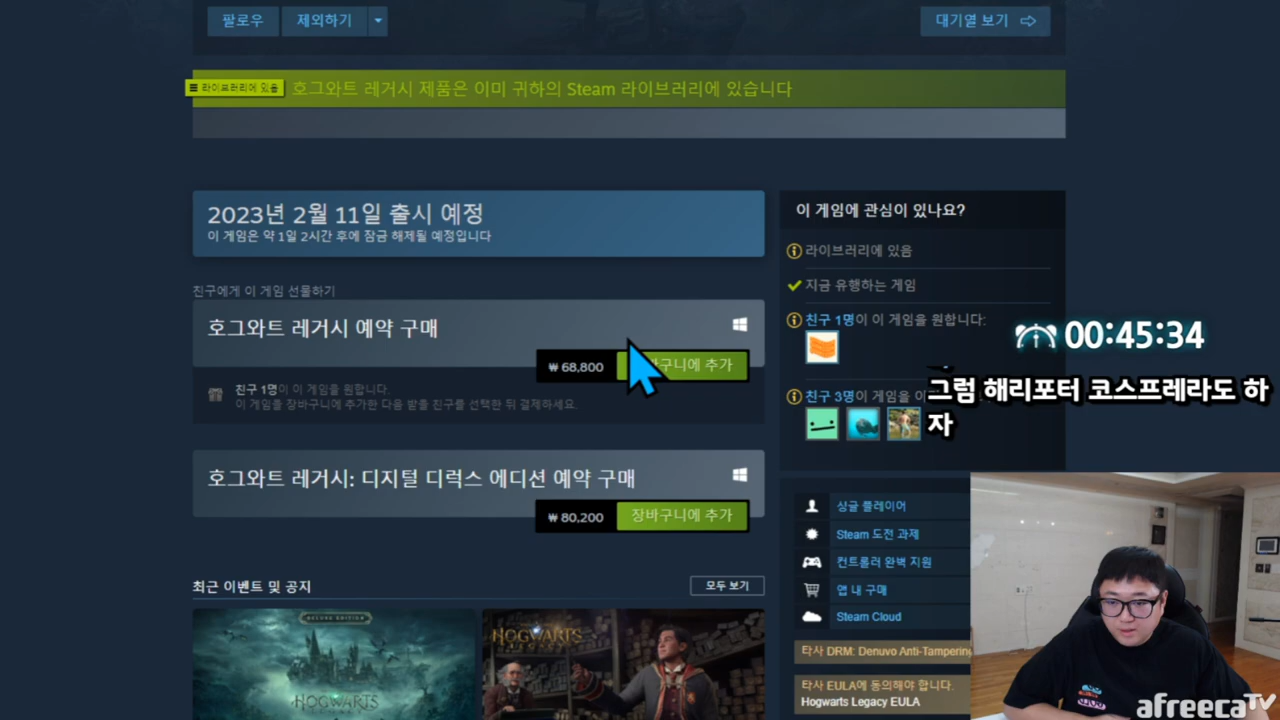 팔로우
제외하기
대기열 보기
라이브러리에 있음
호그와트 레거시 제품은 이미 귀하의 Steam 라이브러리에 있습니다
2023년 2월 11일 출시 예정
이 게임은 약 1일 2시간 후에 잠금 해제될 예정입니다
친구에게 이 게임 선물하기
호그와트 레거시 예약 구매
₩ 68,800
바구니에 추가
친구 1명이 이 게임을 원합니다.
이 게임을 장바구니에 추가한 다음 받을 친구를 선택한 뒤 결제하세요.
호그와트 레거시: 디지털 디럭스 에디션 예약 구매
₩ 80,200
장바구니에 추가
최근 이벤트 및 공지
모두 보기
DELUXE EDITION
HOGWARTS
HOGWARTS
이 게임에 관심이 있나요?
라이브러리에 있음
지금 유행하는 게임
친구 1명이 이 게임을 원합니다:
친구 3명이 게임을
00:45:34
그럼 해리포터 코스프레라도 하
자
싱글 플레이어
Steam 도전 과제
컨트롤러 완벽 지원
앱 내 구매
Steam Cloud
타사 DRM: Denuvo Anti-Tampering
타사 EULA에 동의해야 합니다.
Hogwarts Legacy EULA
afreecaTV